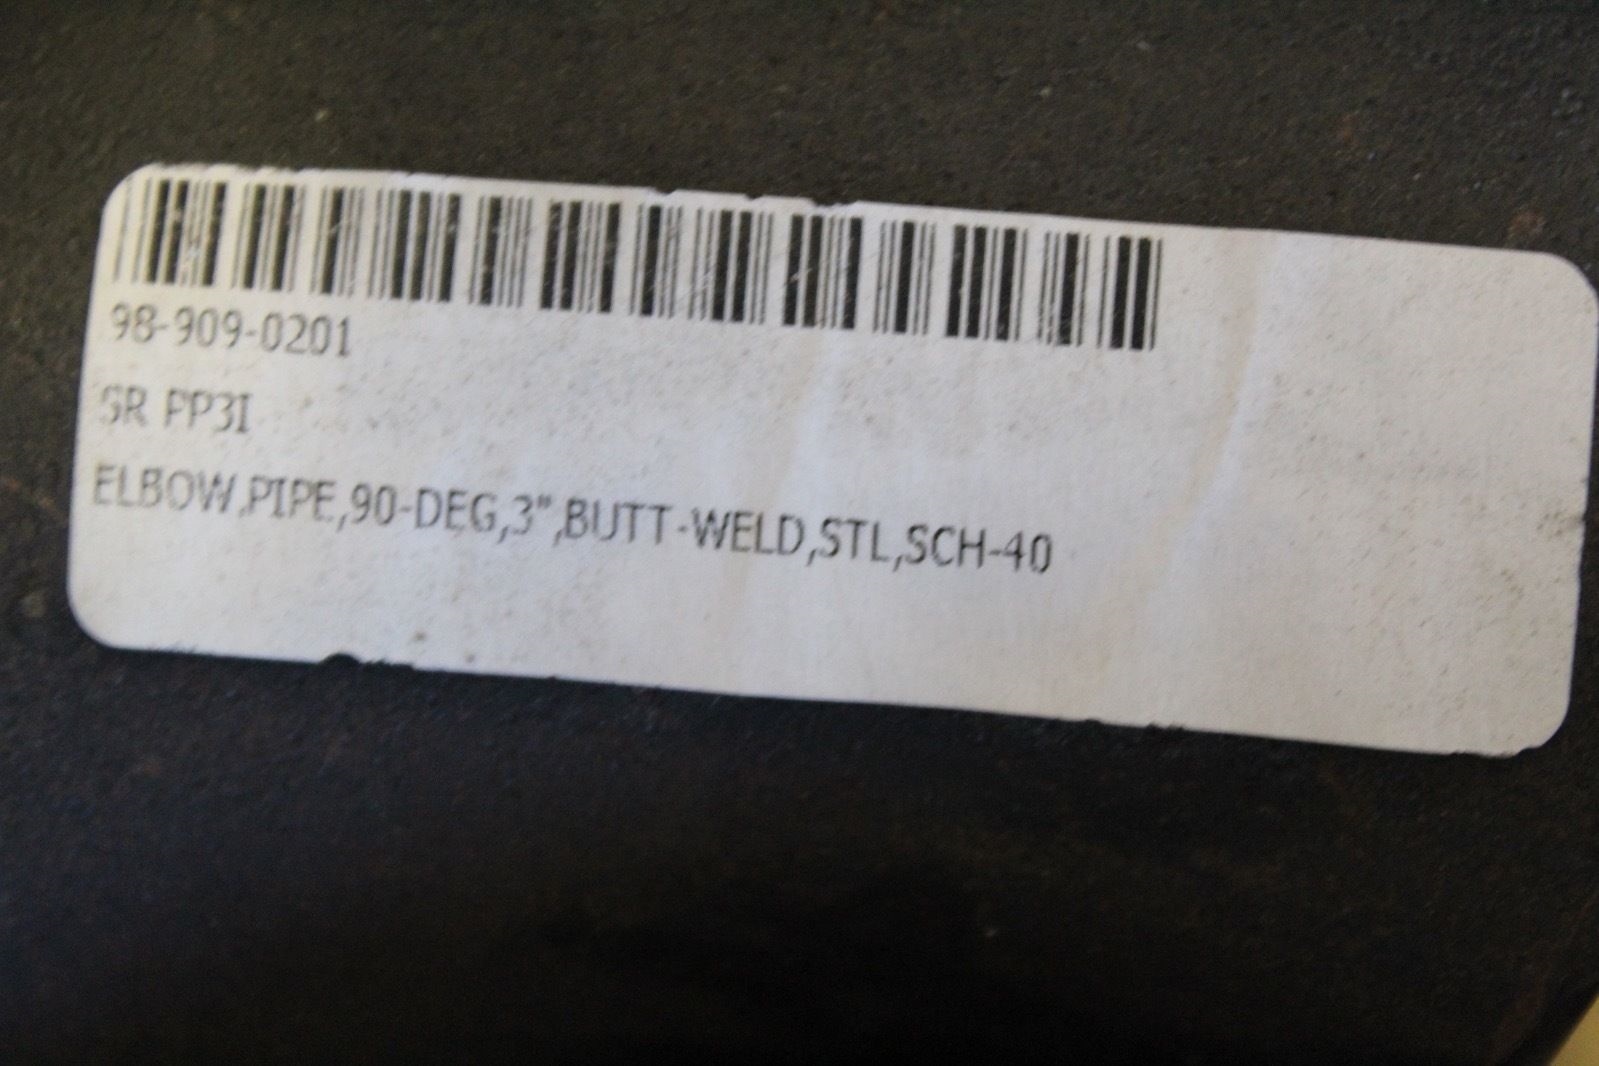 98-909-0201
SR PP3I
ELBOW,PIPE,90-DEG,3",BUTT-WELD,STL,SCH-40